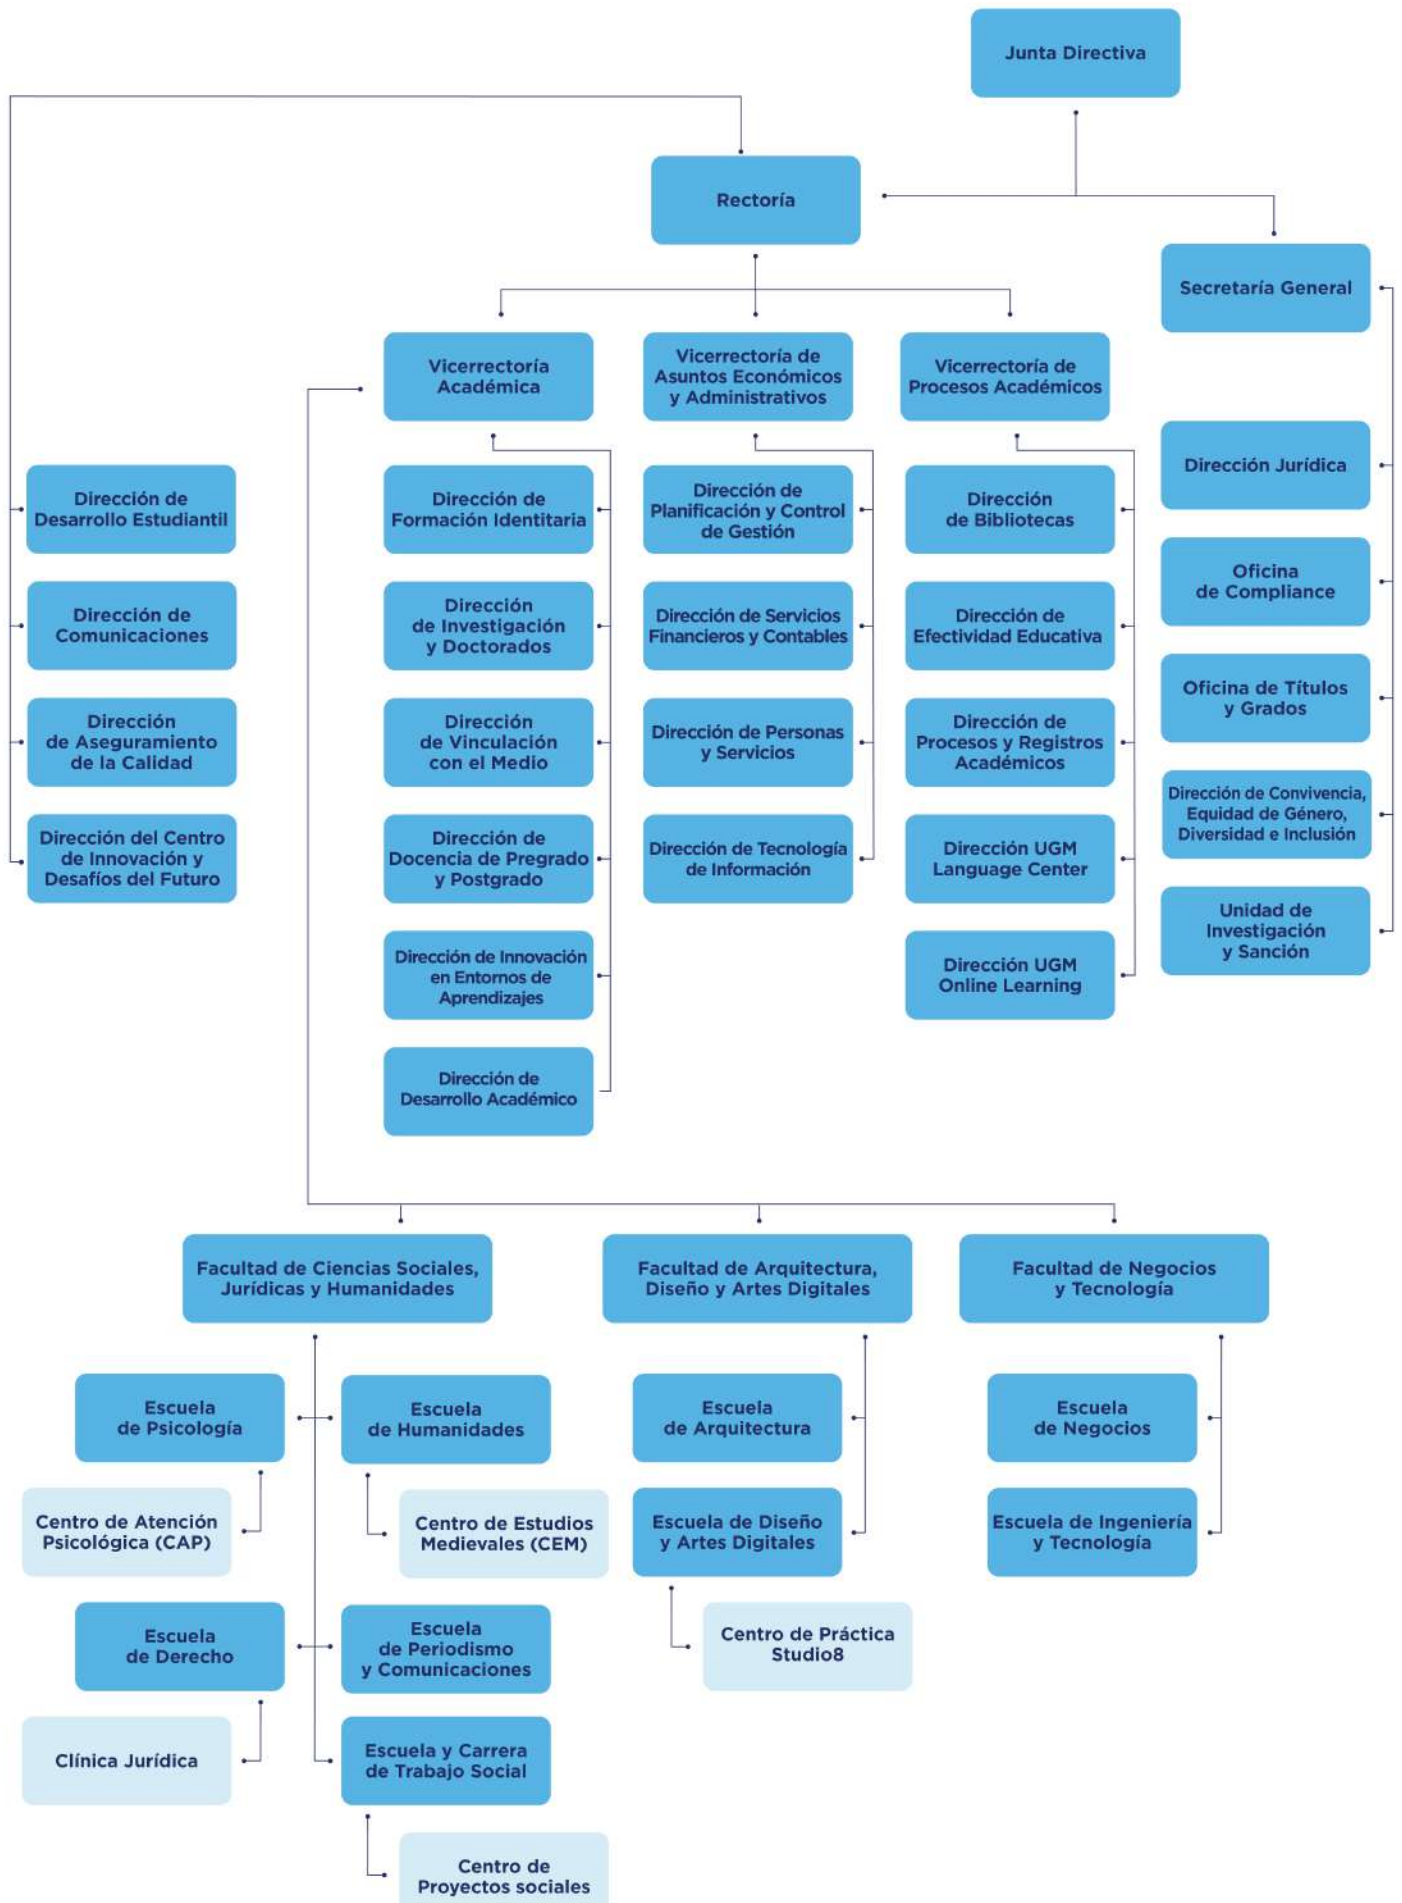 Junta Directiva
Rectoría
Secretaría General
Vicerrectoría
Académica
Vicerrectoría de
Asuntos Económicos
y Administrativos
Vicerrectoría de
Procesos Académicos
Dirección de
Desarrollo Estudiantil
Dirección de
Comunicaciones
Dirección
de Aseguramiento
de la Calidad
Dirección del Centro
de Innovación y
Desafíos del Futuro
Dirección de
Formación Identitaria
Dirección
de Investigación
y Doctorados
Dirección
de Vinculación
con el Medio
Dirección de
Docencia de Pregrado
y Postgrado
Dirección de Innovación
en Entornos de
Aprendizajes
Dirección de
Desarrollo Académico
Dirección de
Planificación y Control
de Gestión
Dirección de Servicios
Financieros y Contables
Dirección de Personas
y Servicios
Dirección de Tecnología
de Información
Dirección
de Bibliotecas
Dirección de
Efectividad Educativa
Dirección de
Procesos y Registros
Académicos
Dirección UGM
Language Center
Dirección UGM
Online Learning
Dirección Jurídica
Oficina
de Compliance
Oficina de Títulos
y Grados
Dirección de Convivencia,
Equidad de Género,
Diversidad e Inclusión
Unidad de
Investigación
y Sanción
Facultad de Ciencias Sociales,
Jurídicas y Humanidades
Facultad de Arquitectura,
Diseño y Artes Digitales
Facultad de Negocios
y Tecnología
Escuela
de Psicología
Centro de Atención
Psicológica (CAP)
Escuela
de Humanidades
Centro de Estudios
Medievales (CEM)
Escuela
de Derecho
Clínica Jurídica
Escuela
de Periodismo
y Comunicaciones
Escuela y Carrera
de Trabajo Social
Centro de
Proyectos sociales
Escuela
de Arquitectura
Escuela de Diseño
y Artes Digitales
Centro de Práctica
Studio8
Escuela
de Negocios
Escuela de Ingeniería
y Tecnología